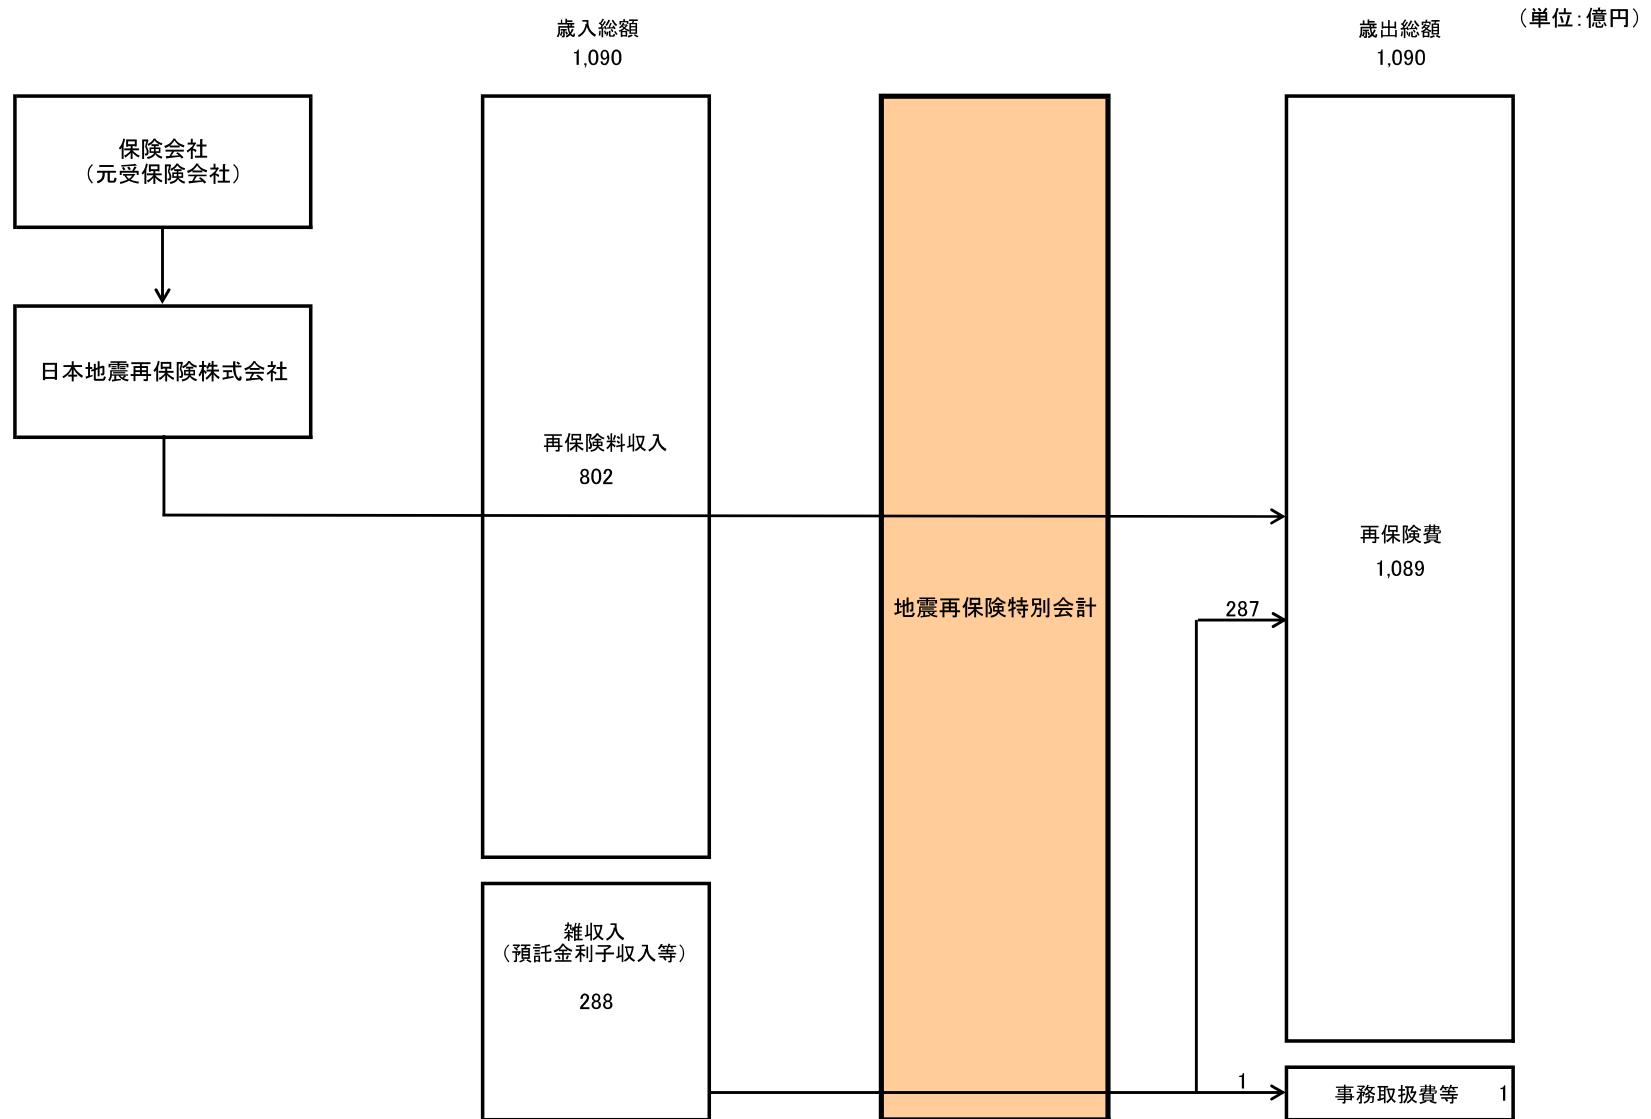 （単位：億円）
歳入総額
1,090
歳出総額
1,090
保険会社
（元受保険会社）
日本地震再保険株式会社
再保険料収入
802
再保険費
1,089
地震再保険特別会計
287
雑収入
（預託金利子収入等）
288
1
事務取扱費等 1